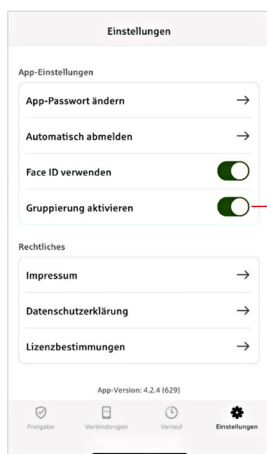 Einstellungen
App-Einstellungen
App-Passwort ändern
Automatisch abmelden
Face ID verwenden
Gruppierung aktivieren
Rechtliches
Impressum
Datenschutzerklärung
Lizenzbestimmungen
App-Version: 4.2.4 (629)
Freigabe Verbindungen Verlauf Einstellungen